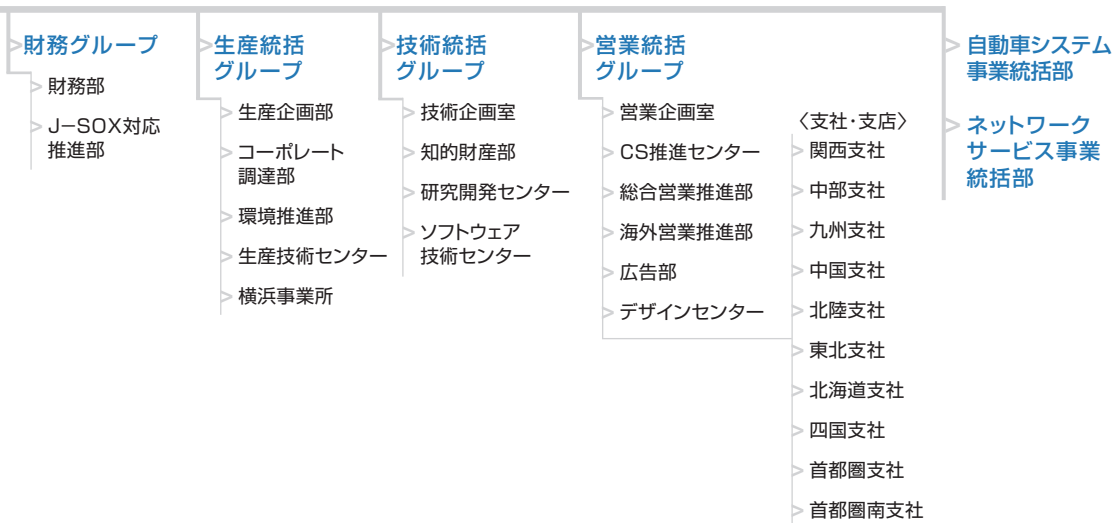 財務グループ
財務部
J−SOX対応
推進部
生産統括
グループ
生産企画部
コーポレート
調達部
環境推進部
生産技術センター
横浜事業所
技術統括
グループ
技術企画室
知的財産部
研究開発センター
ソフトウェア
技術センター
営業統括
グループ
営業企画室
CS推進センター
総合営業推進部
海外営業推進部
広告部
デザインセンター
〈支社・支店〉
関西支社
中部支社
九州支社
中国支社
北陸支社
東北支社
北海道支社
四国支社
首都圏支社
首都圏南支社
自動車システム
事業統括部
ネットワーク
サービス事業
統括部